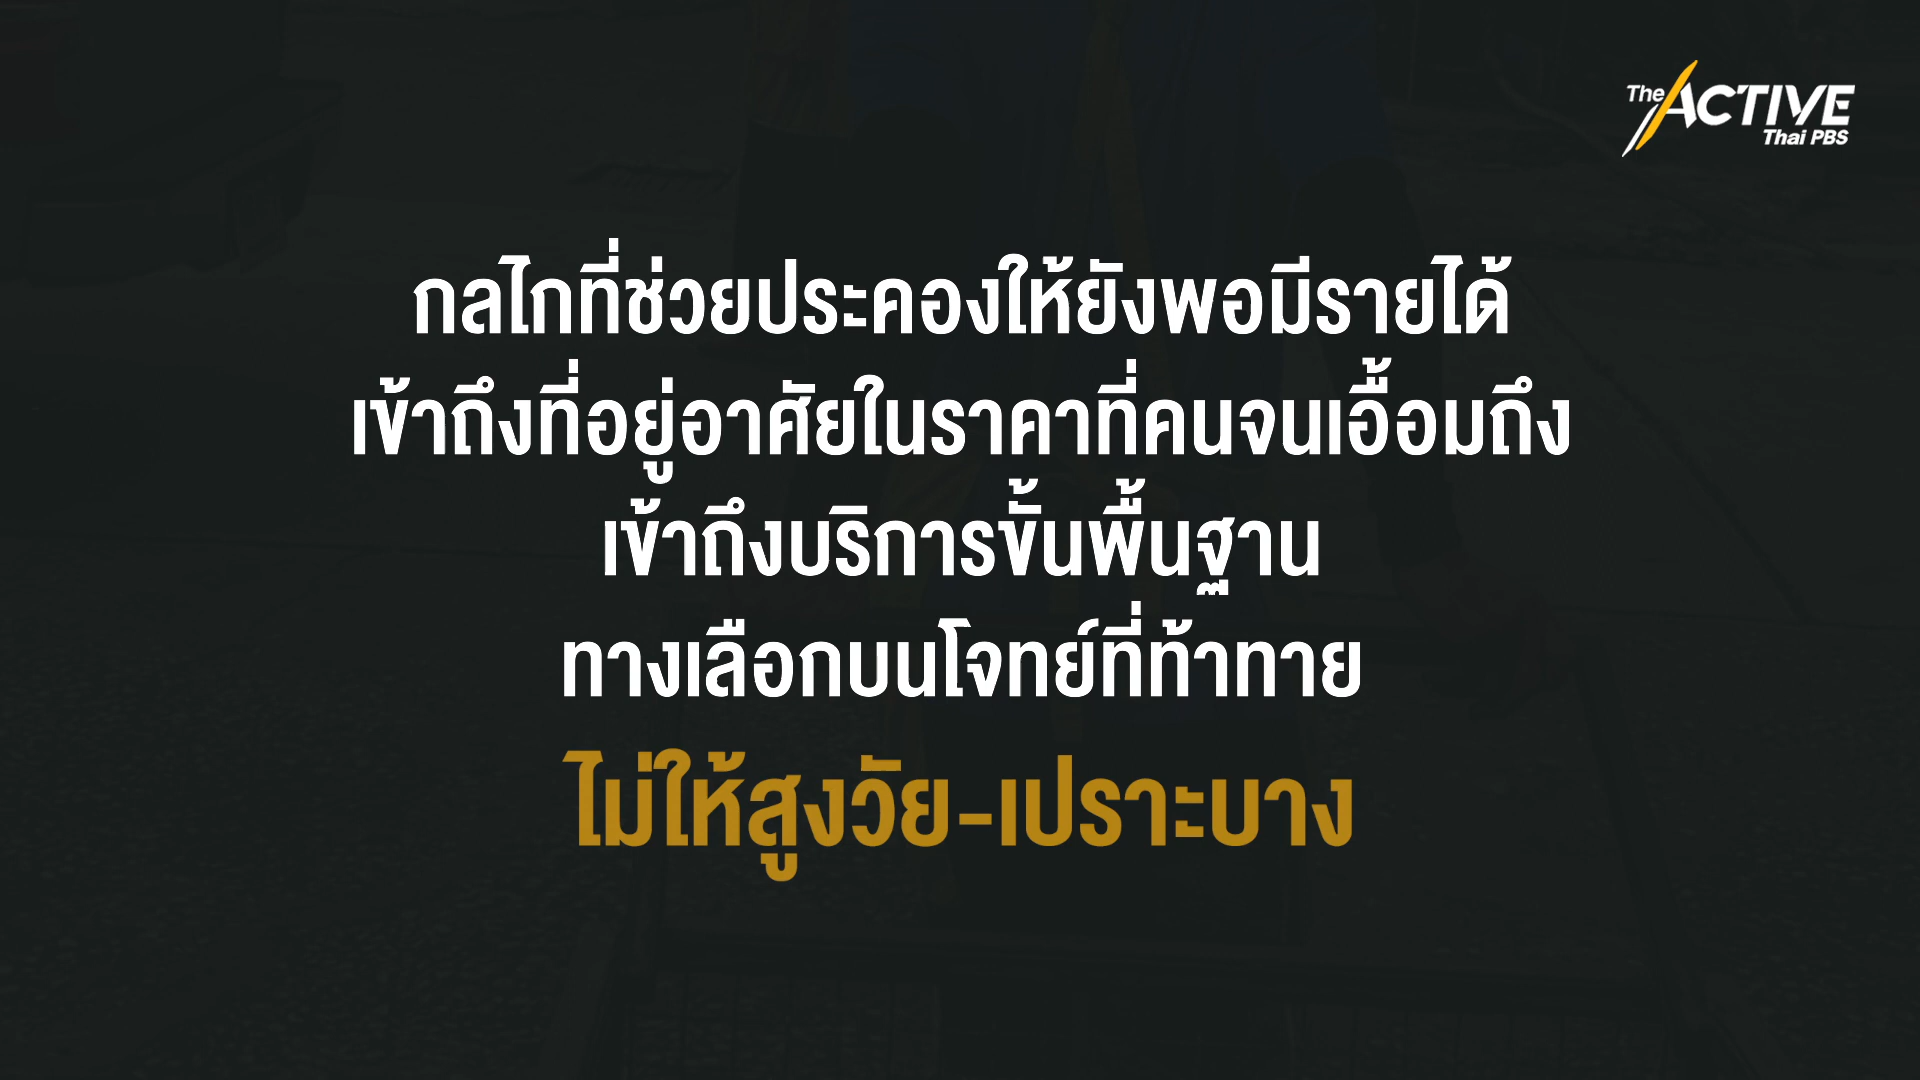 The ACTIVE
Thai PBS
กลไกที่ช่วยประคองให้ยังพอมีรายได้
เข้าถึงที่อยู่อาศัยในราคาที่คนจนเอื้อมถึง
เข้าถึงบริการขั้นพื้นฐาน
ทางเลือกบนโจทย์ที่ท้าทาย
ไม่ให้สูงวัย-เปราะบาง